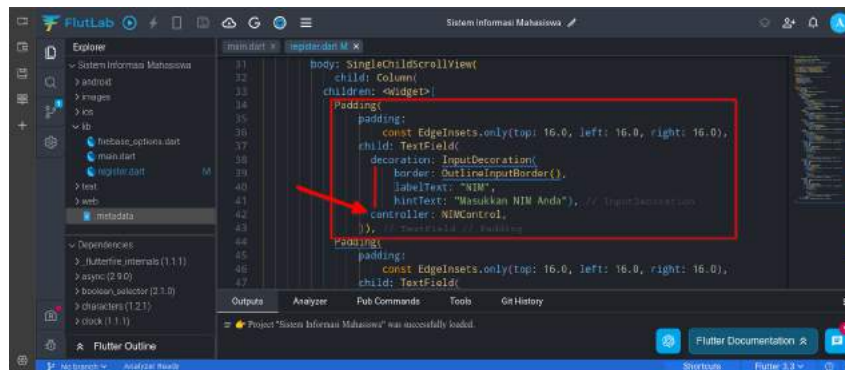 FlutLab
Sistem Informasi Mahasiswa
Explorer
main.dart ×
register.dart M ×
Sistem Informasi Mahasiswa
> android
> images
> ios
lib
firebase_options.dart
main.dart
register.dart M
> test
> web
metadata
Dependencies
> _flutterfire_internals (1.1.1)
> async (2.9.0)
> boolean_selector (2.1.0)
> characters (1.2.1)
> clock (1.1.1)
Flutter Outline
31 body: SingleChildScrollView(
32 child: Column(
33 children: <Widget>[
34 Padding(
35 padding:
36 const EdgeInsets.only(top: 16.0, left: 16.0, right: 16.0),
37 child: TextField(
38 decoration: InputDecoration(
39 border: OutlineInputBorder(),
40 labelText: "NIM",
41 hintText: "Masukkan NIM Anda"), // InputDecoration
42 controller: NIMControl,
43 )), // TextField // Padding
44 Padding(
45 padding:
46 const EdgeInsets.only(top: 16.0, left: 16.0, right: 16.0),
47 child: TextField(
Outputs Analyzer Pub Commands Tools Git History
Project "Sistem Informasi Mahasiswa" was successfully loaded.
Flutter Documentation
No branch Analyzer Ready
Shortcuts Flutter 3.3